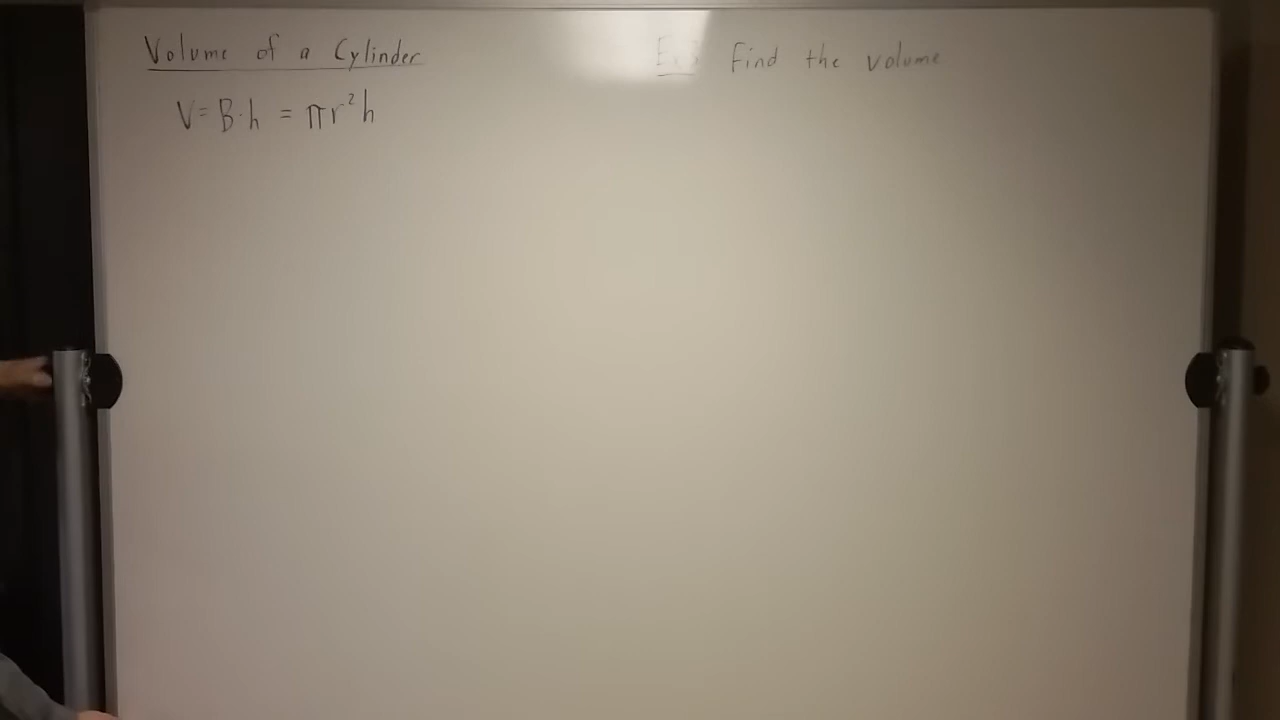 Volume of a Cylinder
V = B·h = πr²h
Ex: Find the volume